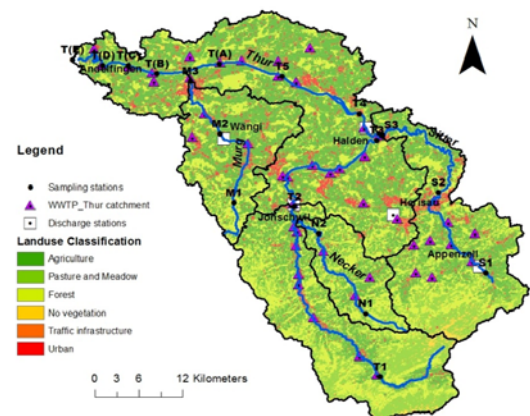 N
T(E)
T(D)
T(C)
T(B)
T(A)
Andelfingen
Thur
T5
M3
T4
M2
Wängi
Murg
T3
S3
Halden
Sitter
M1
S2
Herisau
T2
Jonschwil
N2
Appenzell
Necker
S1
N1
T1
Legend
Sampling stations
WWTP_Thur catchment
Discharge stations
Landuse Classification
Agriculture
Pasture and Meadow
Forest
No vegetation
Traffic infrastructure
Urban
0 3 6 12 Kilometers